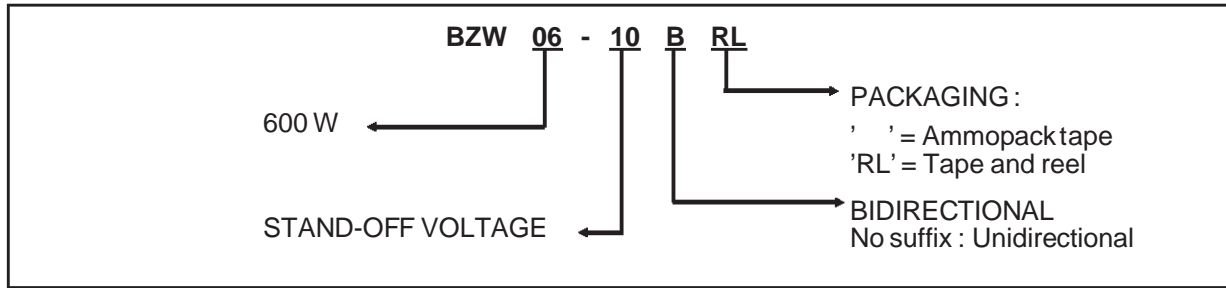 BZW 06 - 10 B RL
600 W
STAND-OFF VOLTAGE
PACKAGING :
' ' = Ammopack tape
'RL' = Tape and reel
BIDIRECTIONAL
No suffix : Unidirectional